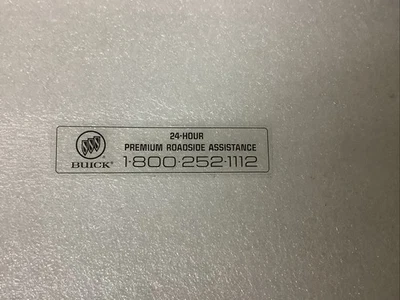 24-HOUR
PREMIUM ROADSIDE ASSISTANCE
BUICK® 1·800·252·1112